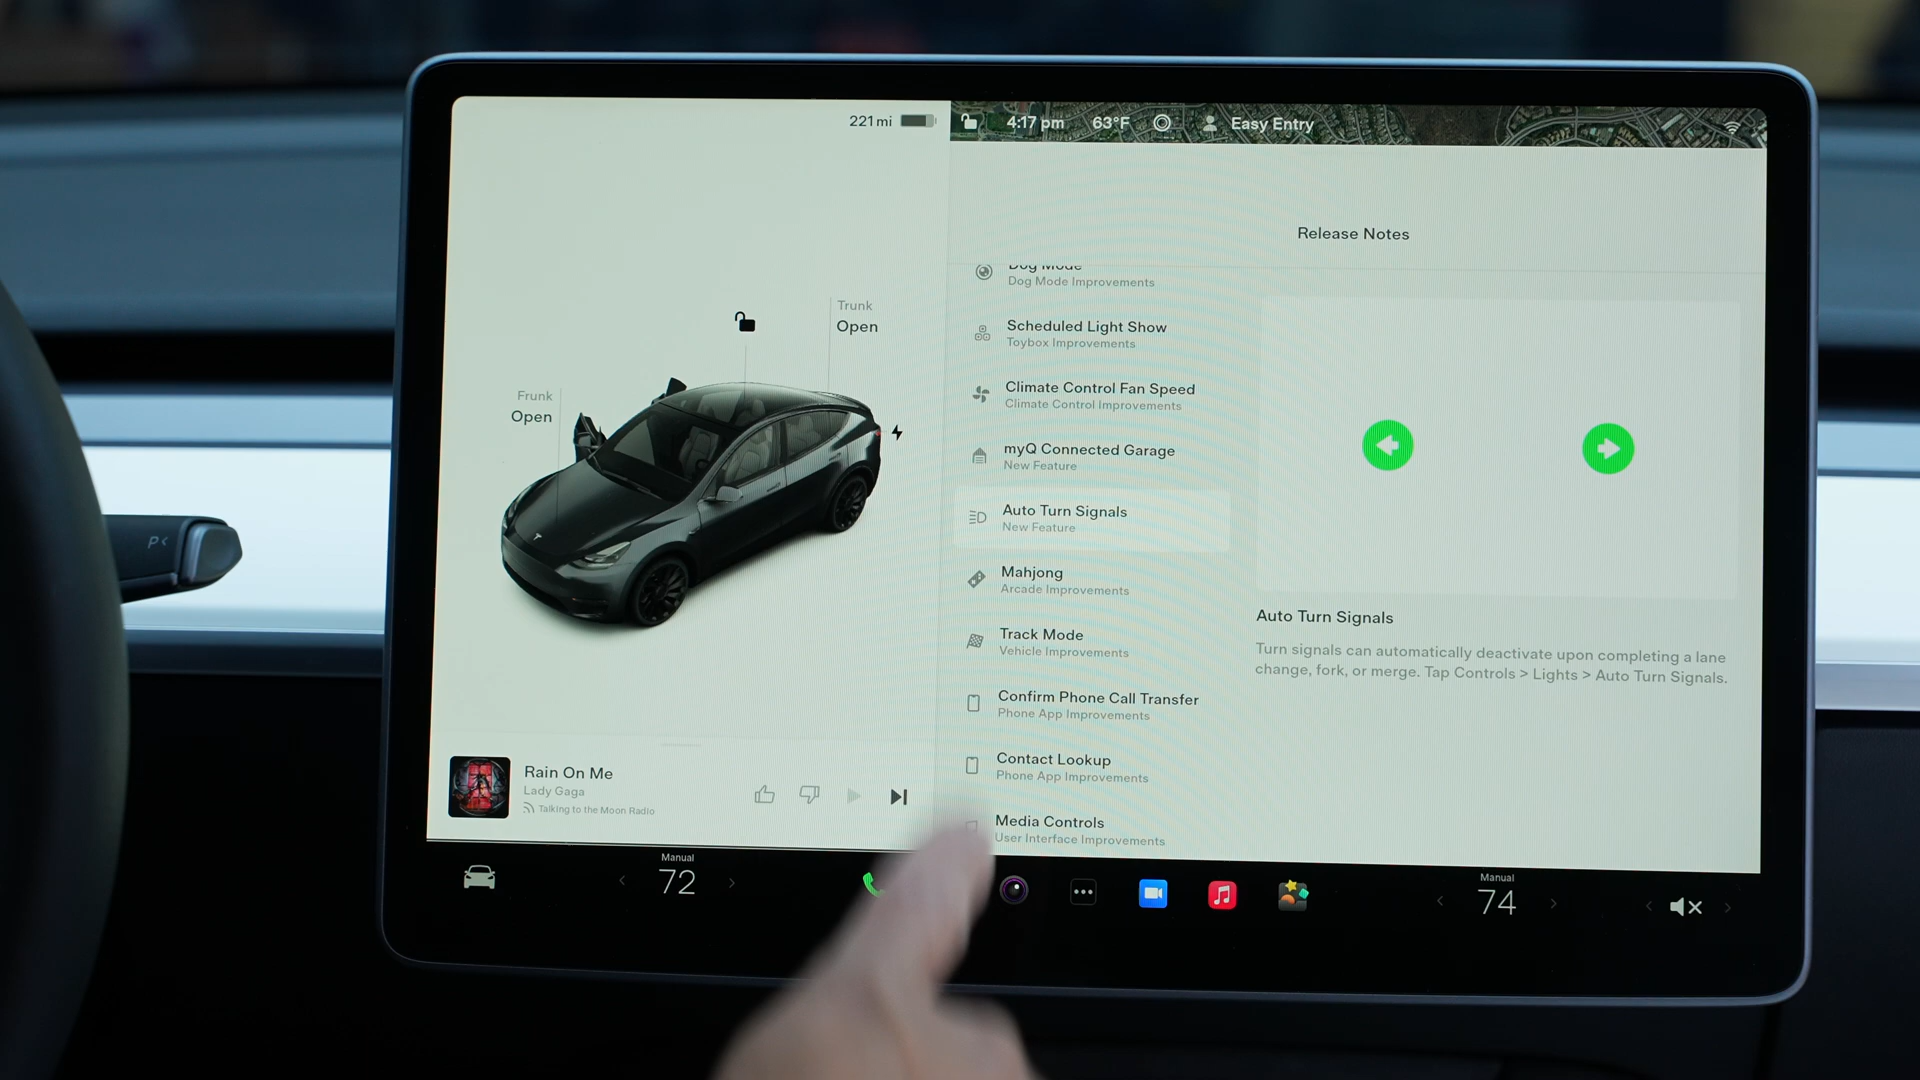 221 mi
4:17 pm 63°F Easy Entry
Release Notes
Trunk
Open
Frunk
Open
Dog Mode
Dog Mode Improvements
Scheduled Light Show
Toybox Improvements
Climate Control Fan Speed
Climate Control Improvements
myQ Connected Garage
New Feature
Auto Turn Signals
New Feature
Mahjong
Arcade Improvements
Track Mode
Vehicle Improvements
Confirm Phone Call Transfer
Phone App Improvements
Contact Lookup
Phone App Improvements
Media Controls
User Interface Improvements
Auto Turn Signals
Turn signals can automatically deactivate upon completing a lane
change, fork, or merge. Tap Controls > Lights > Auto Turn Signals.
Rain On Me
Lady Gaga
Talking to the Moon Radio
Manual
72
Manual
74
P<